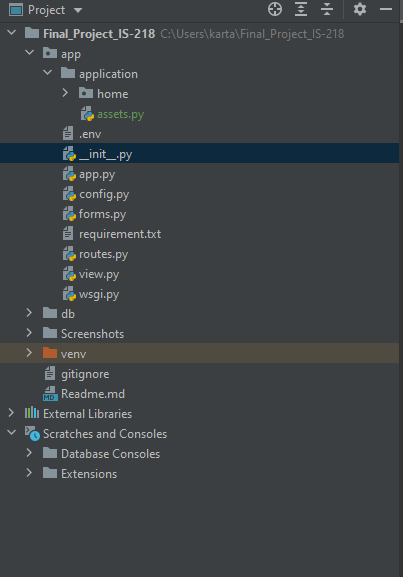 Project
Final_Project_IS-218 C:\Users\karta\Final_Project_IS-218
app
application
home
assets.py
.env
__init__.py
app.py
config.py
forms.py
requirement.txt
routes.py
view.py
wsgi.py
db
Screenshots
venv
gitignore
MD Readme.md
External Libraries
Scratches and Consoles
Database Consoles
Extensions